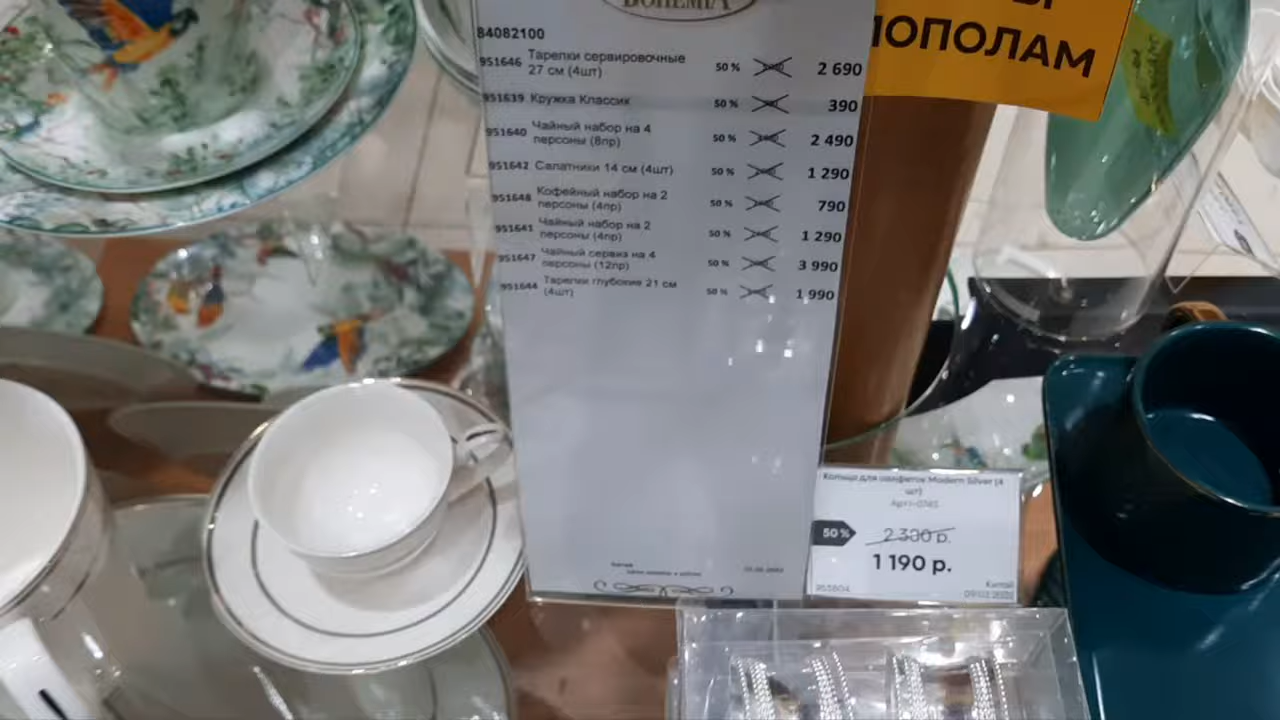 BOHEMIA
ПОПОЛАМ
84082100
951646 Тарелки сервировочные 27 см (4шт) 50 % 2 690
951639 Кружка Классик 50 % 390
951640 Чайный набор на 4 персоны (8пр) 50 % 2 490
951642 Салатники 14 см (4шт) 50 % 1 290
951648 Кофейный набор на 2 персоны (4пр) 50 % 790
951641 Чайный набор на 2 персоны (4пр) 50 % 1 290
951647 Чайный сервиз на 4 персоны (12пр) 50 % 3 990
951644 Тарелки глубокие 21 см (4шт) 50 % 1 990
Кольцо для салфеток Modern Silver (4
шт)
50 % 2 390 р.
1 190 р.
953804
Китай